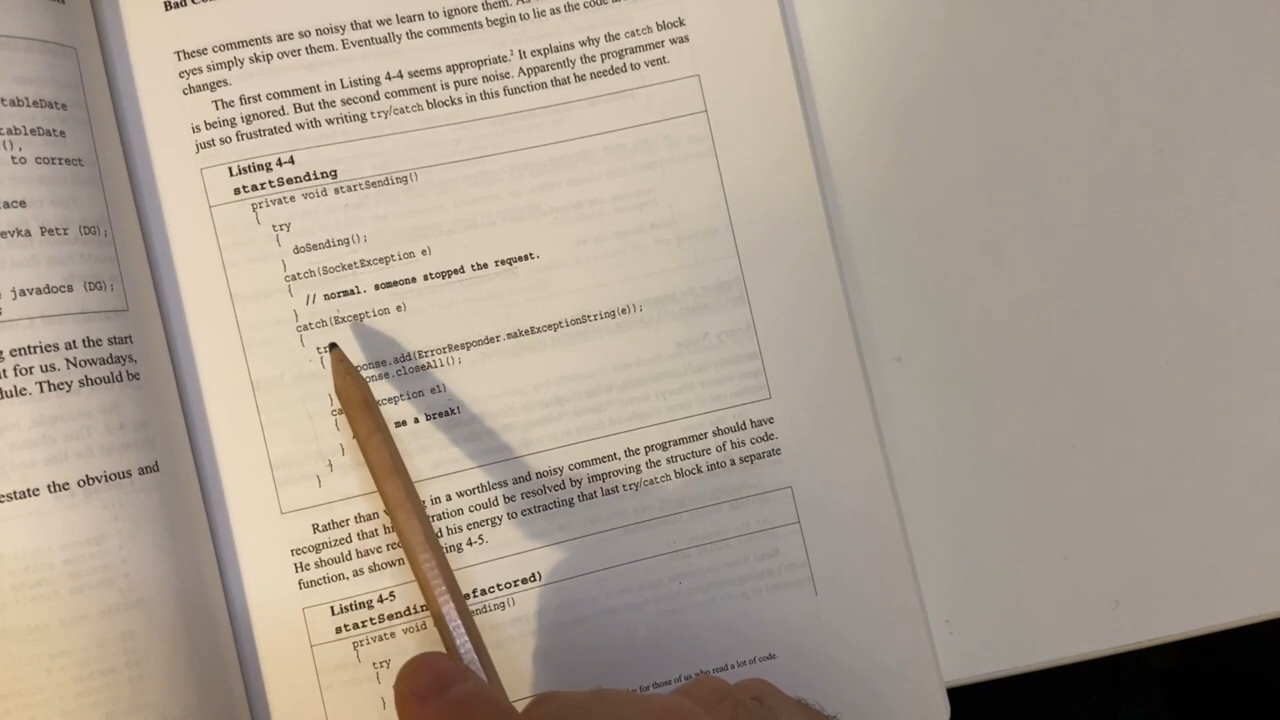 tableDate
tableDate
(),
to correct
ace
evka Petr (DG);
javadocs (DG);
g entries at the start
t for us. Nowadays,
dule. They should be
estate the obvious and
Bad
These comments are so noisy that we learn to ignore them.
eyes simply skip over them. Eventually the comments begin to lie as the code
changes.
The first comment in Listing 4-4 seems appropriate.2 It explains why the catch block
is being ignored. But the second comment is pure noise. Apparently the programmer was
just so frustrated with writing try/catch blocks in this function that he needed to vent.
Listing 4-4
startSending
private void startSending()
{
try
{
doSending();
}
catch(SocketException e)
{
// normal. someone stopped the request.
}
catch(Exception e)
{
{
.add(ErrorResponder.makeExceptionString(e));
.closeAll();
}
e1)
{
me a break!
}
}
}
Rather than in a worthless and noisy comment, the programmer should have
recognized that could be resolved by improving the structure of his code.
He should have his energy to extracting that last try/catch block into a separate
function, as shown 4-5.
Listing 4-5
private void
{
try
{
}
for those of us who read a lot of code.